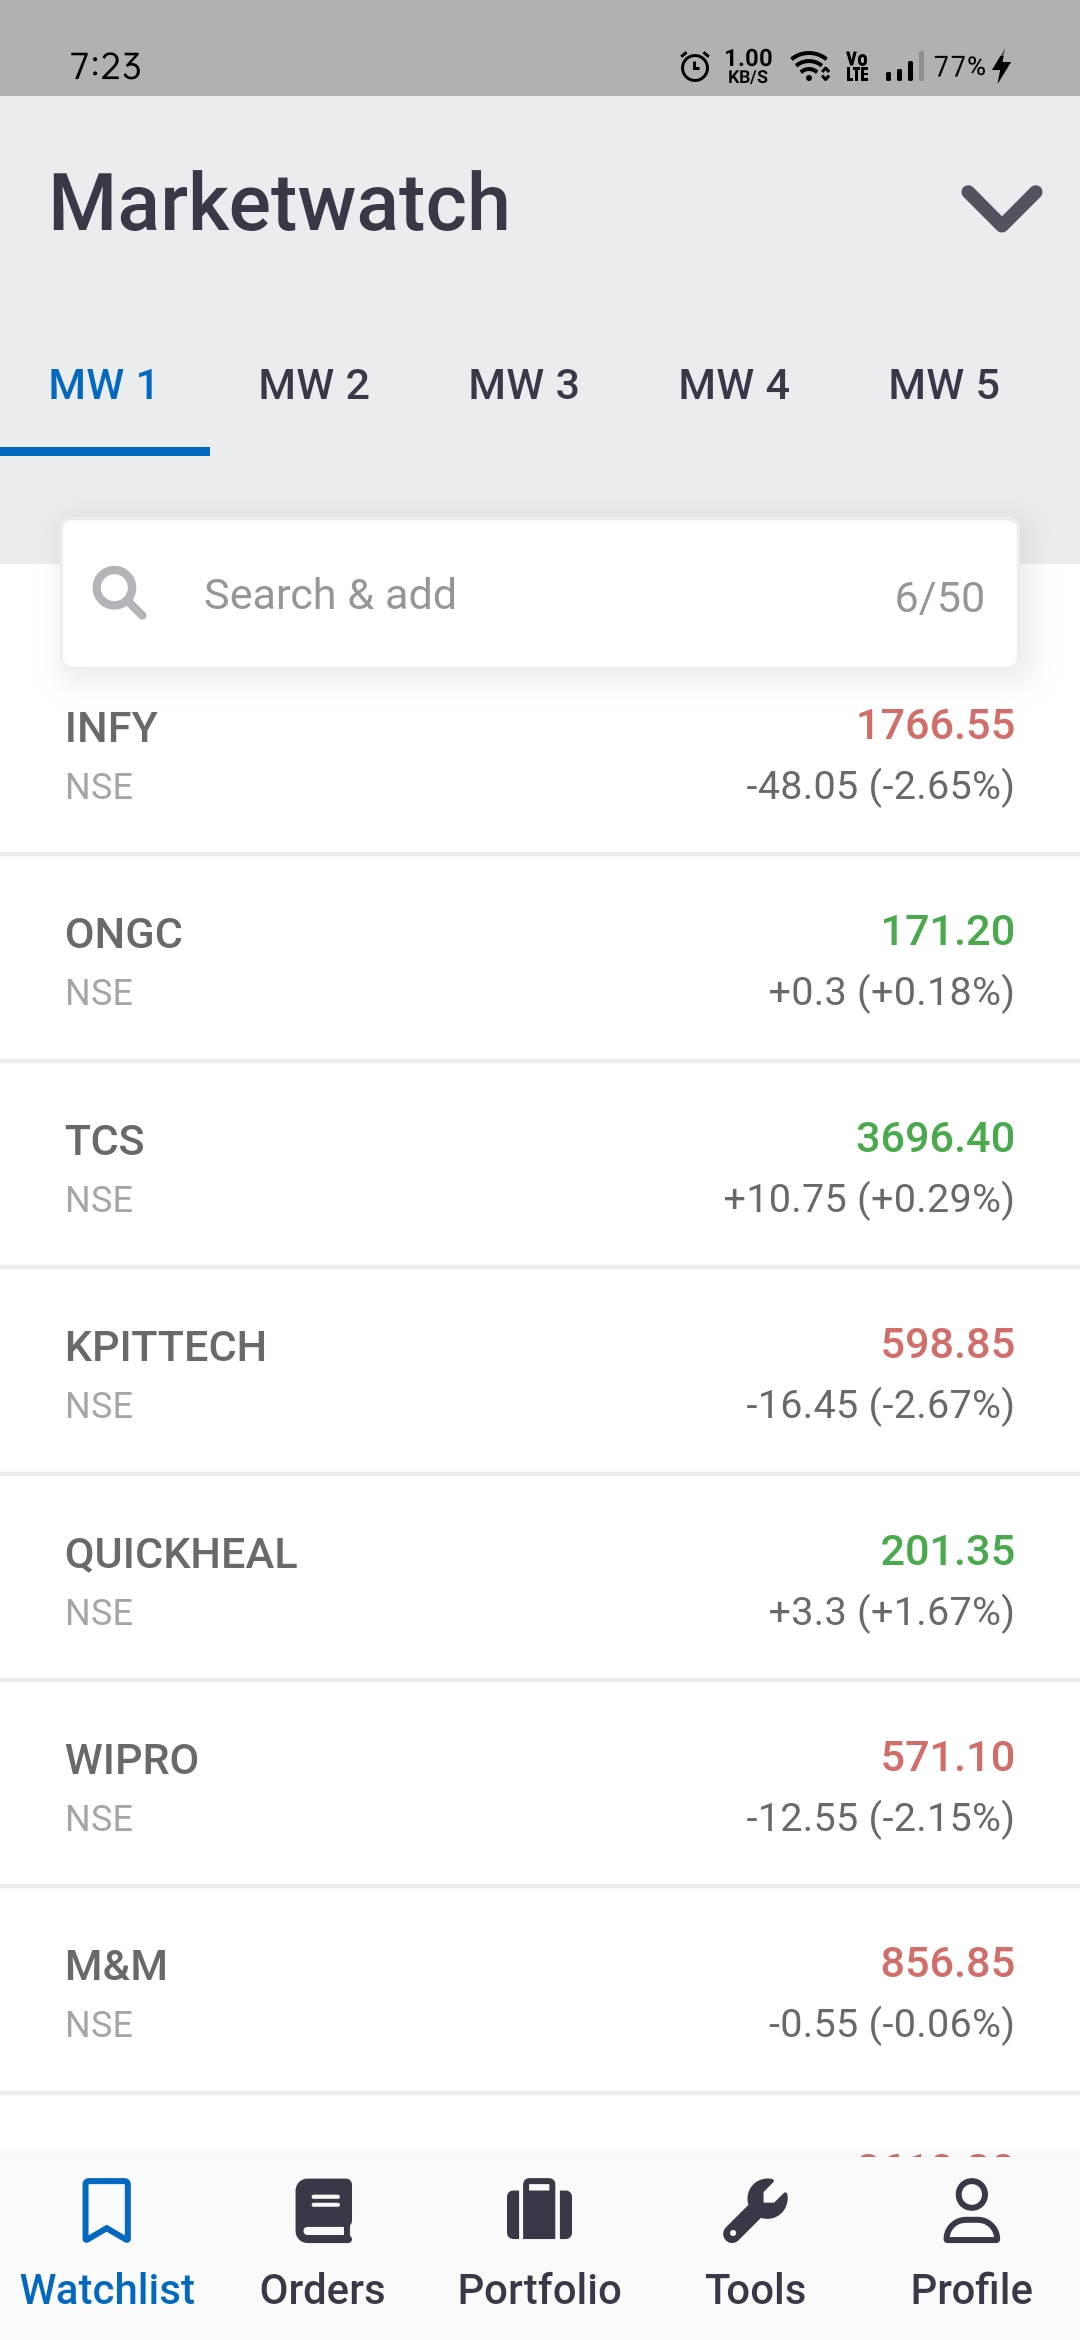 7:23
1.00 KB/S
Vo LTE
77%
Marketwatch
MW 1 MW 2 MW 3 MW 4 MW 5
Search & add 6/50
INFY 1766.55
NSE -48.05 (-2.65%)
ONGC 171.20
NSE +0.3 (+0.18%)
TCS 3696.40
NSE +10.75 (+0.29%)
KPITTECH 598.85
NSE -16.45 (-2.67%)
QUICKHEAL 201.35
NSE +3.3 (+1.67%)
WIPRO 571.10
NSE -12.55 (-2.15%)
M&M 856.85
NSE -0.55 (-0.06%)
Watchlist Orders Portfolio Tools Profile